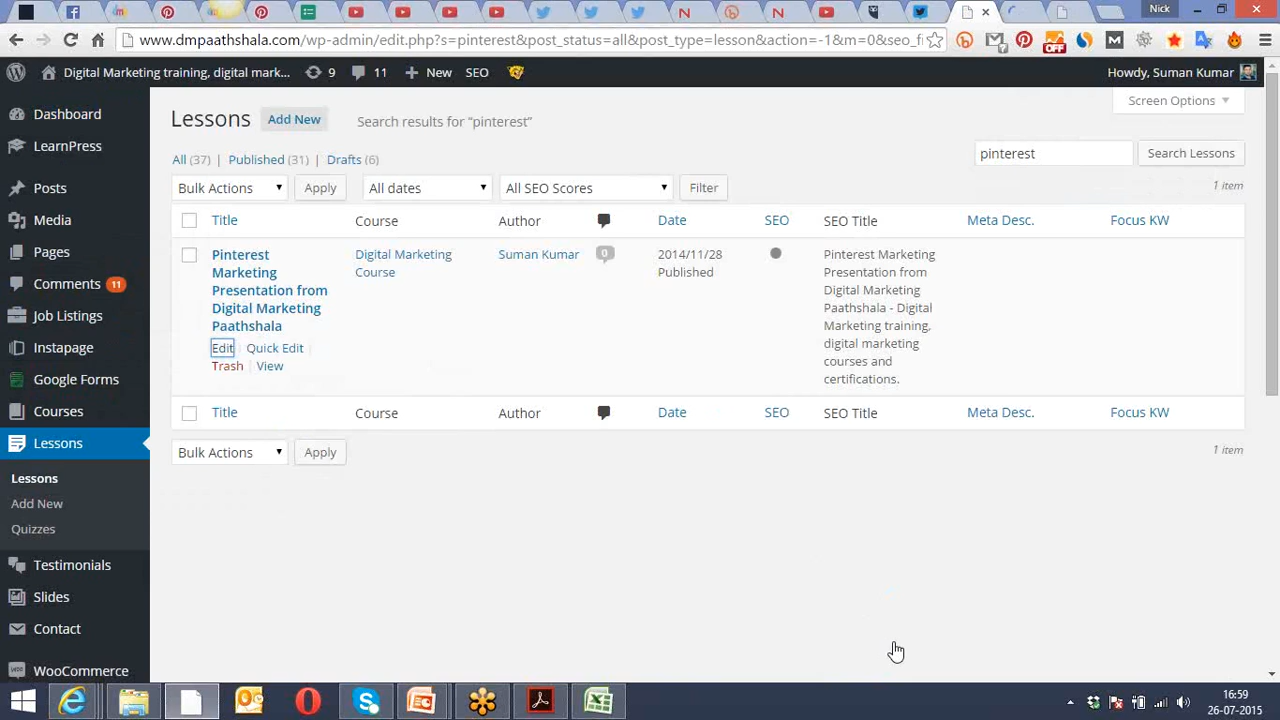 Nick
www.dmpaathshala.com/wp-admin/edit.php?s=pinterest&post_status=all&post_type=lesson&action=-1&m=0&seo_f
OFF
Digital Marketing training, digital mark... 9 11 New SEO Howdy, Suman Kumar
Screen Options
Lessons Add New Search results for “pinterest”
pinterest Search Lessons
All (37) | Published (31) | Drafts (6)
1 item
Bulk Actions Apply All dates All SEO Scores Filter
Title Course Author Date SEO SEO Title Meta Desc. Focus KW
Pinterest
Marketing
Presentation from
Digital Marketing
Paathshala
Edit | Quick Edit |
Trash | View
Digital Marketing
Course
Suman Kumar
0
2014/11/28
Published
Pinterest Marketing
Presentation from
Digital Marketing
Paathshala - Digital
Marketing training,
digital marketing
courses and
certifications.
Title Course Author Date SEO SEO Title Meta Desc. Focus KW
Bulk Actions Apply
1 item
Dashboard
LearnPress
Posts
Media
Pages
Comments 11
Job Listings
Instapage
Google Forms
Courses
Lessons
Lessons
Add New
Quizzes
Testimonials
Slides
Contact
WooCommerce
16:59
26-07-2015